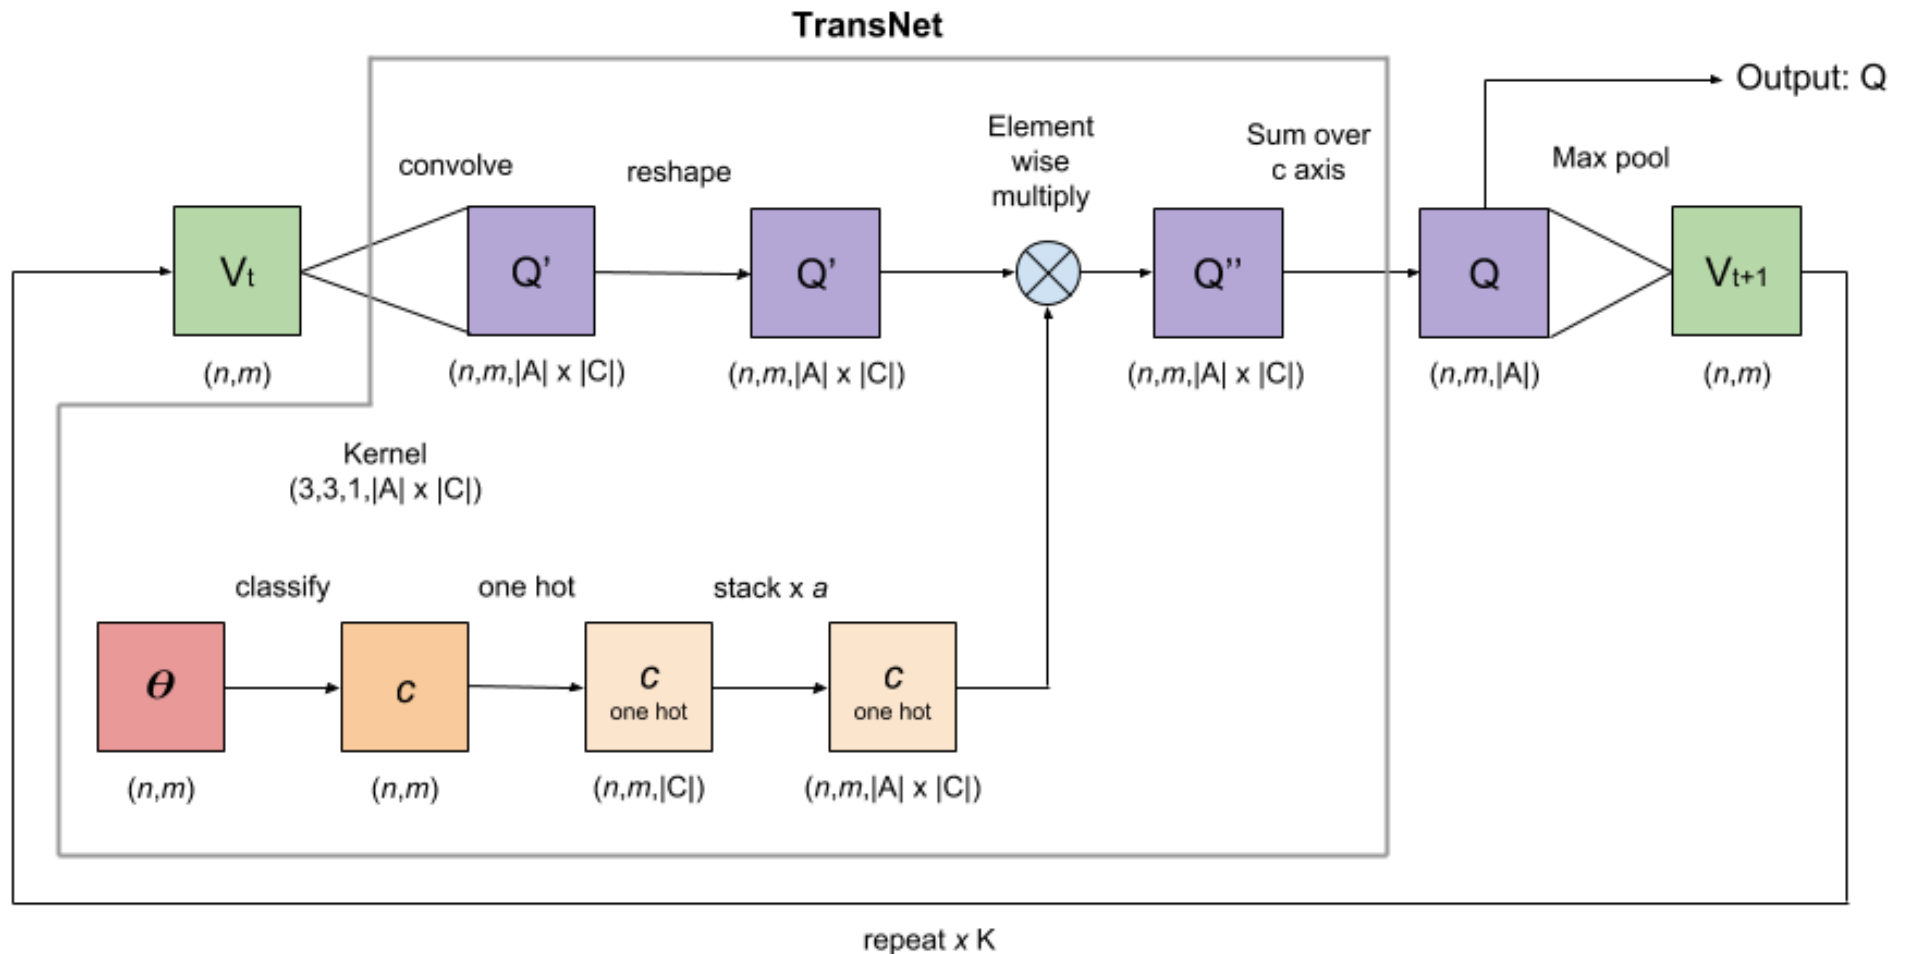 TransNet
Output: Q
convolve
reshape
Element
wise
multiply
Sum over
c axis
Max pool
Vt
Q’
Q’
Q’’
Q
Vt+1
(n,m)
(n,m,|A| x |C|)
(n,m,|A| x |C|)
(n,m,|A| x |C|)
(n,m,|A|)
(n,m)
Kernel
(3,3,1,|A| x |C|)
classify
one hot
stack x a
θ
c
c
one hot
c
one hot
(n,m)
(n,m)
(n,m,|C|)
(n,m,|A| x |C|)
repeat x K